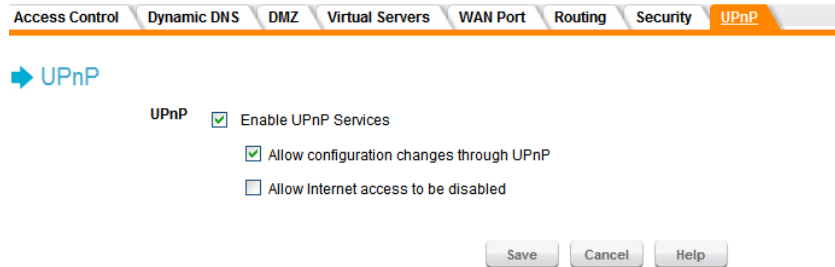 Access Control Dynamic DNS DMZ Virtual Servers WAN Port Routing Security UPnP
UPnP
UPnP Enable UPnP Services
Allow configuration changes through UPnP
Allow Internet access to be disabled
Save Cancel Help